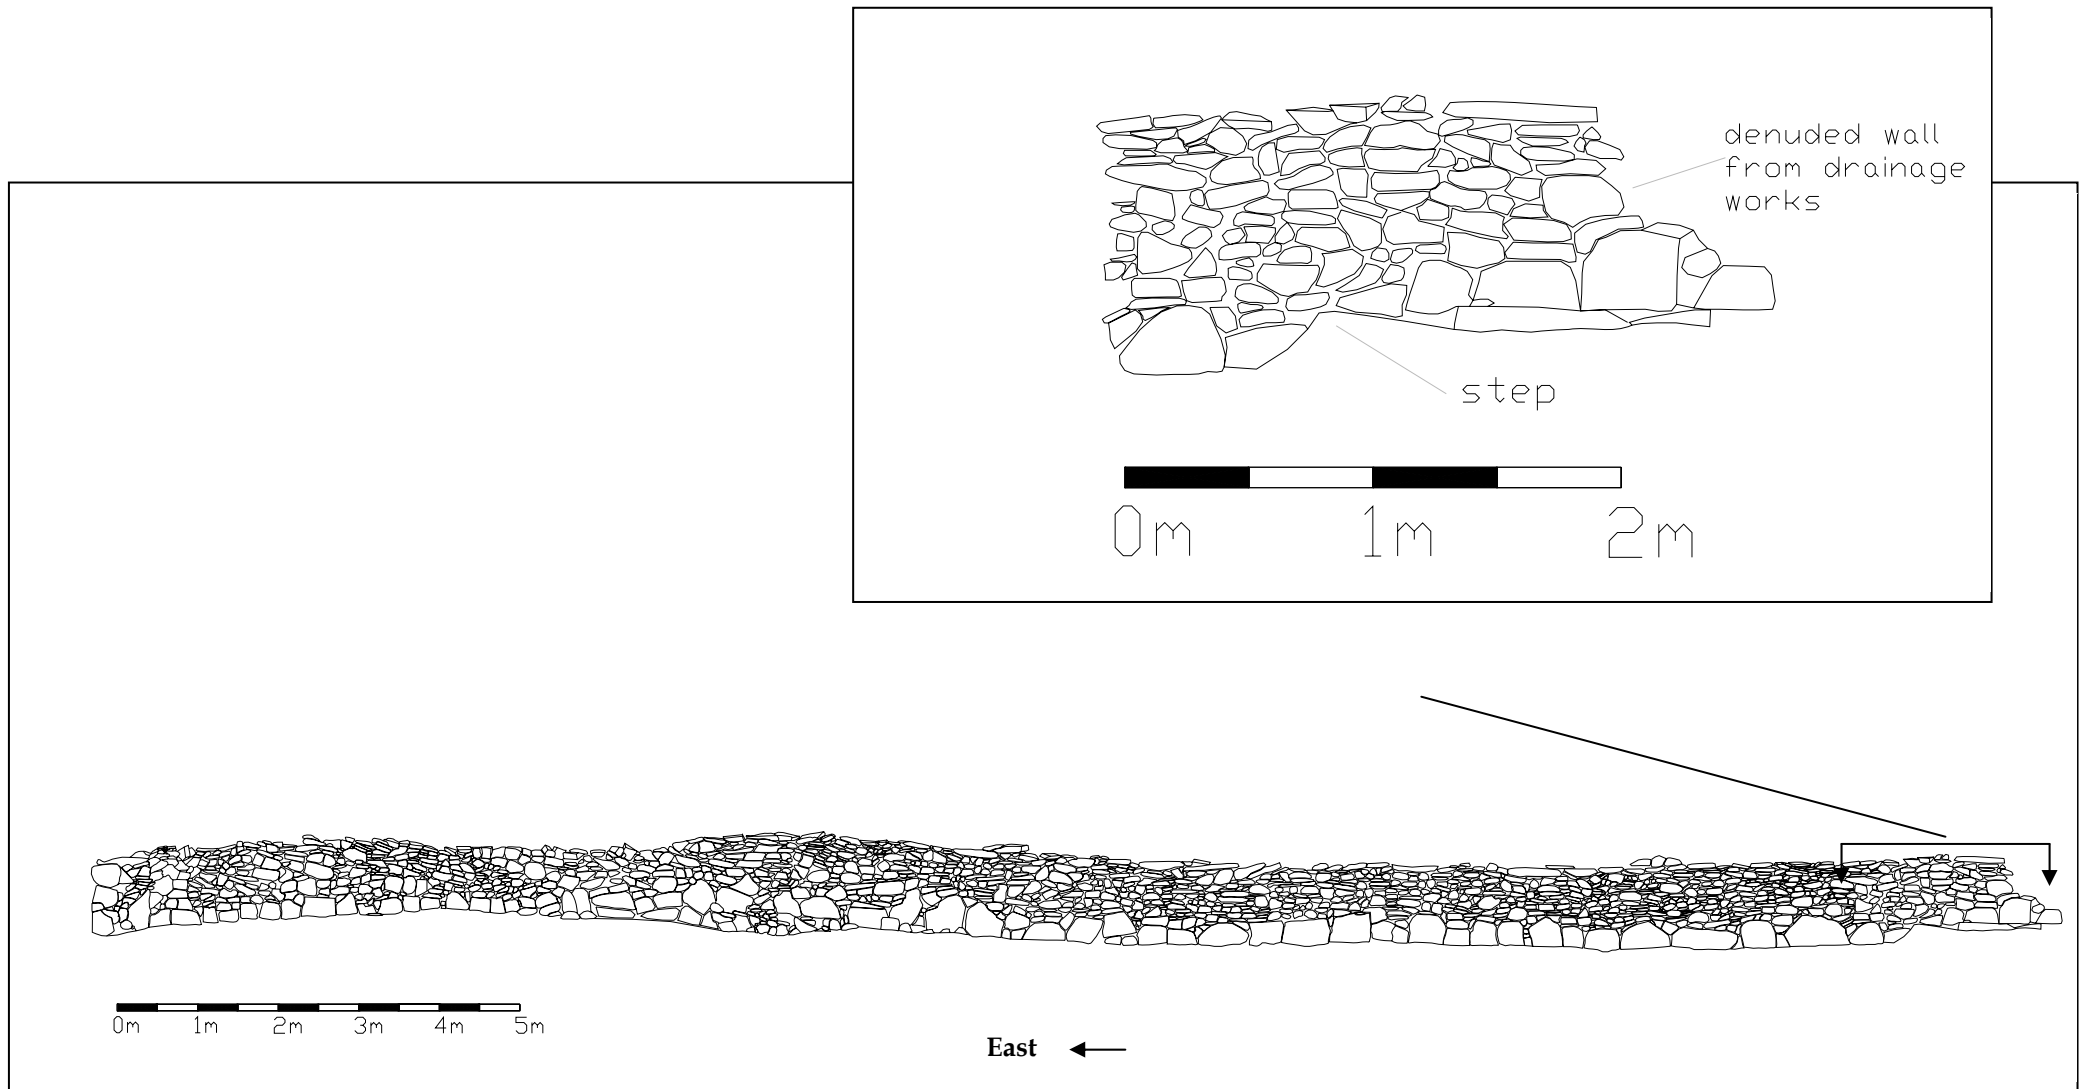 denuded wall
from drainage
works
step
0m 1m 2m
0m 1m 2m 3m 4m 5m
East